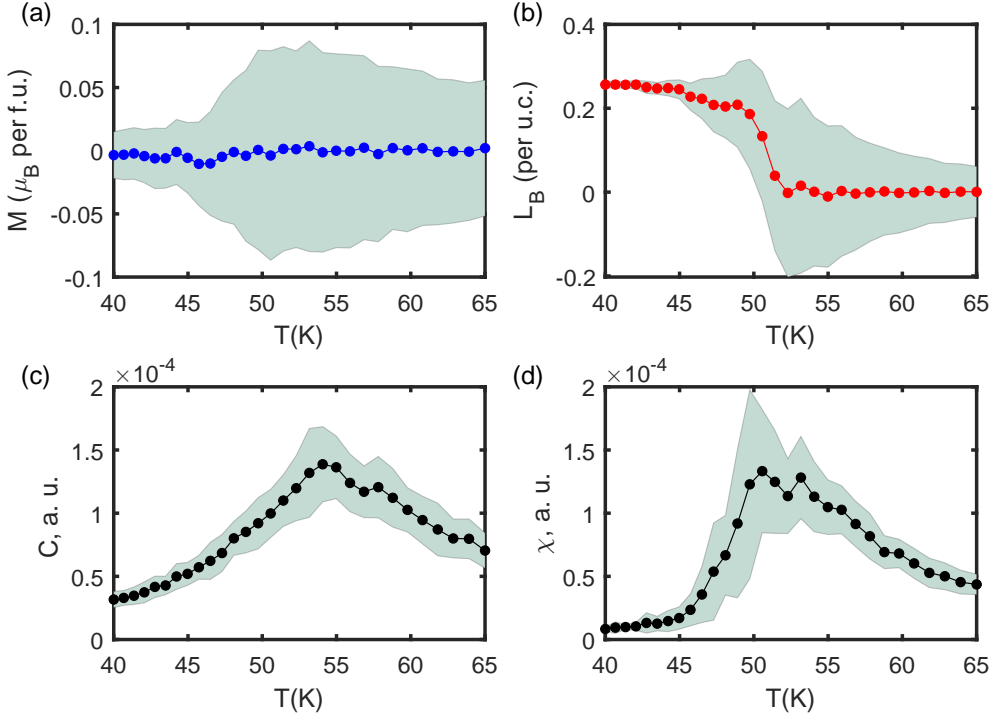 (a)
0.1
0.05
0
-0.05
-0.1
M (μ_B per f.u.)
40 45 50 55 60 65
T(K)
(b)
0.4
0.2
0
-0.2
L_B (per u.c.)
40 45 50 55 60 65
T(K)
(c)
×10^-4
2
1.5
1
0.5
0
C, a. u.
40 45 50 55 60 65
T(K)
(d)
×10^-4
2
1.5
1
0.5
0
χ, a. u.
40 45 50 55 60 65
T(K)